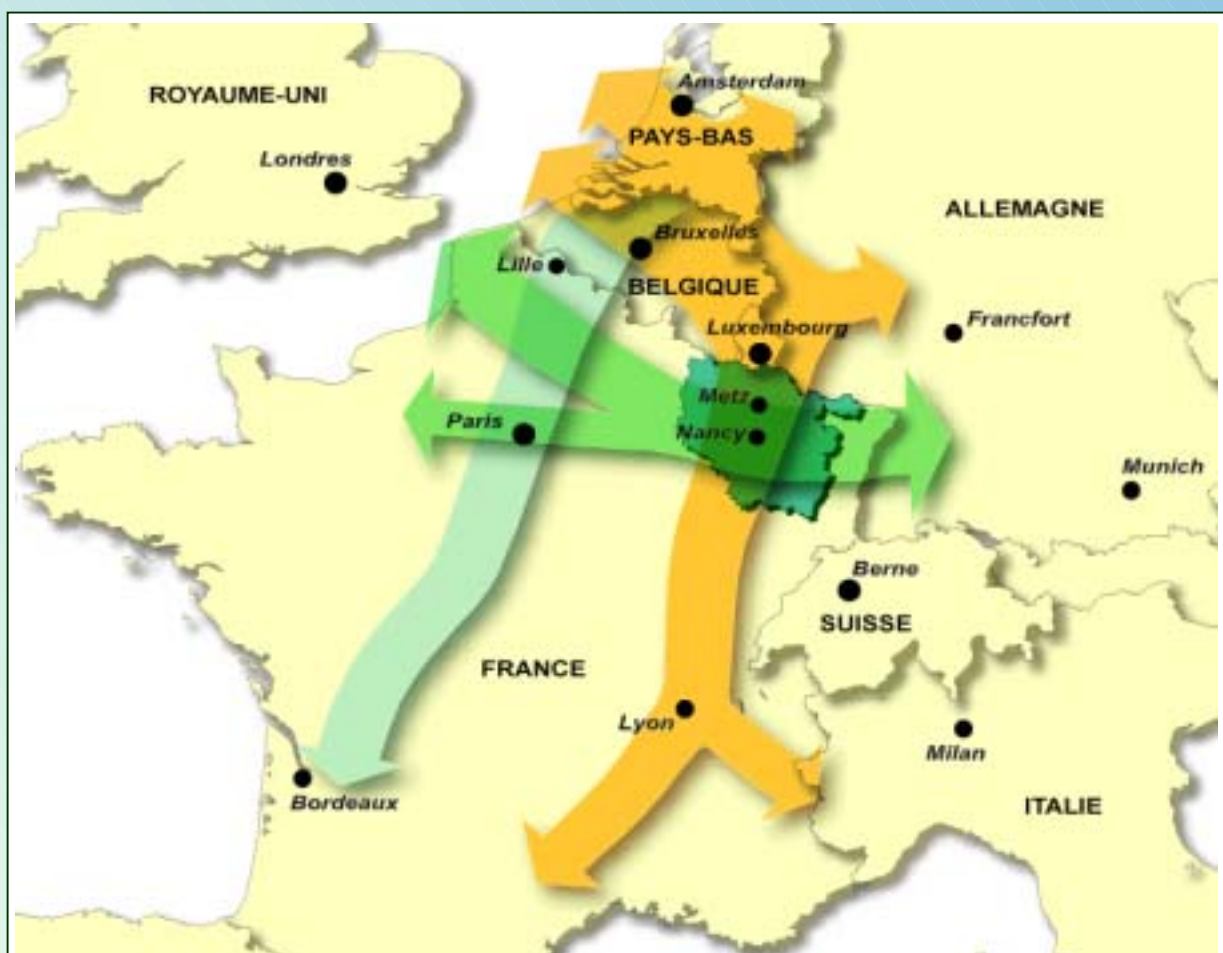 Amsterdam
ROYAUME-UNI
PAYS-BAS
Londres
ALLEMAGNE
Bruxelles
Lille
BELGIQUE
Francfort
Luxembourg
Metz
Paris
Nancy
Munich
Berne
SUISSE
FRANCE
Lyon
Milan
Bordeaux
ITALIE